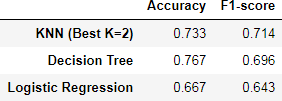 Accuracy F1-score
KNN (Best K=2) 0.733 0.714
Decision Tree 0.767 0.696
Logistic Regression 0.667 0.643